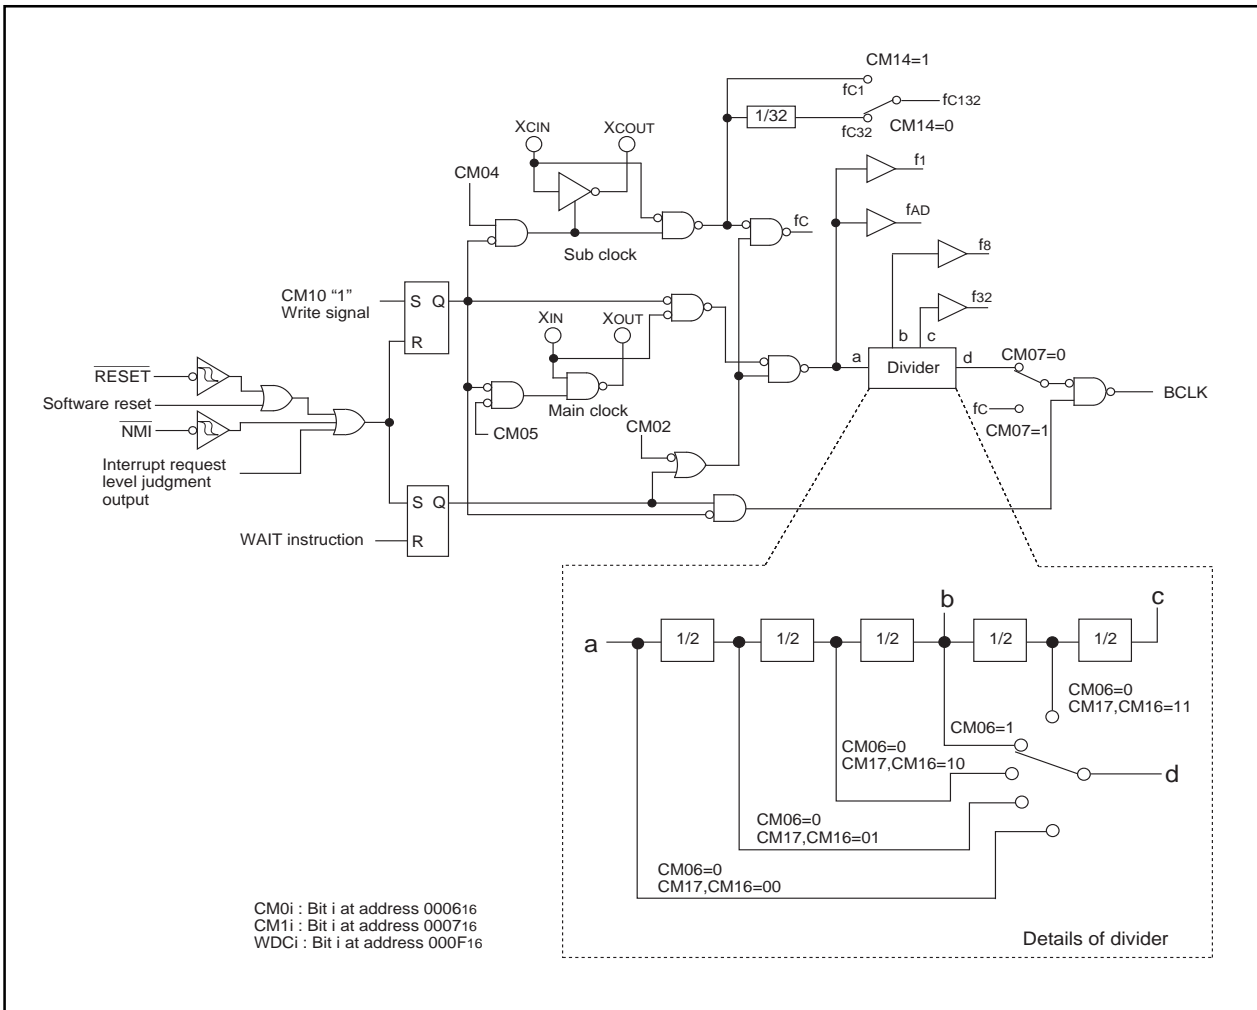 CM14=1
fC1
fC132
1/32
fC32
CM14=0
XCIN
XCOUT
CM04
f1
fAD
fC
Sub clock
f8
f32
CM10 “1”
Write signal
S Q
R
XIN
XOUT
b c
a
Divider
d
CM07=0
BCLK
fC
CM07=1
RESET
Software reset
NMI
Main clock
CM05
CM02
Interrupt request
level judgment
output
S Q
R
WAIT instruction
b
c
a
1/2
1/2
1/2
1/2
1/2
CM06=0
CM17,CM16=11
CM06=1
CM06=0
CM17,CM16=10
d
CM06=0
CM17,CM16=01
CM06=0
CM17,CM16=00
CM0i : Bit i at address 000616
CM1i : Bit i at address 000716
WDCi : Bit i at address 000F16
Details of divider